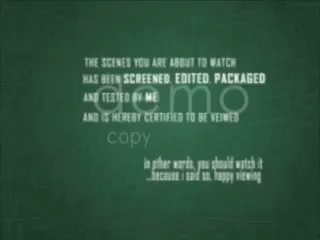 THE SCENES YOU ARE ABOUT TO WATCH
HAS BEEN SCREENED, EDITED, PACKAGED
AND TESTED BY ME
demo
AND IS HEREBY CERTIFIED TO BE VEIWED
copy
in other words, you should watch it
...because i said so, happy viewing